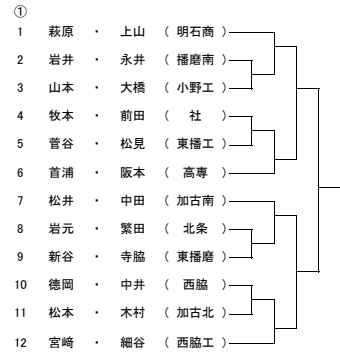 ①
1 萩原 ・ 上山 ( 明石商 )
2 岩井 ・ 永井 ( 播磨南 )
3 山本 ・ 大橋 ( 小野工 )
4 牧本 ・ 前田 ( 社 )
5 菅谷 ・ 松見 ( 東播工 )
6 首浦 ・ 阪本 ( 高専 )
7 松井 ・ 中田 ( 加古南 )
8 岩元 ・ 繁田 ( 北条 )
9 新谷 ・ 寺脇 ( 東播磨 )
10 德岡 ・ 中井 ( 西脇 )
11 松本 ・ 木村 ( 加古北 )
12 宮﨑 ・ 細谷 ( 西脇工 )